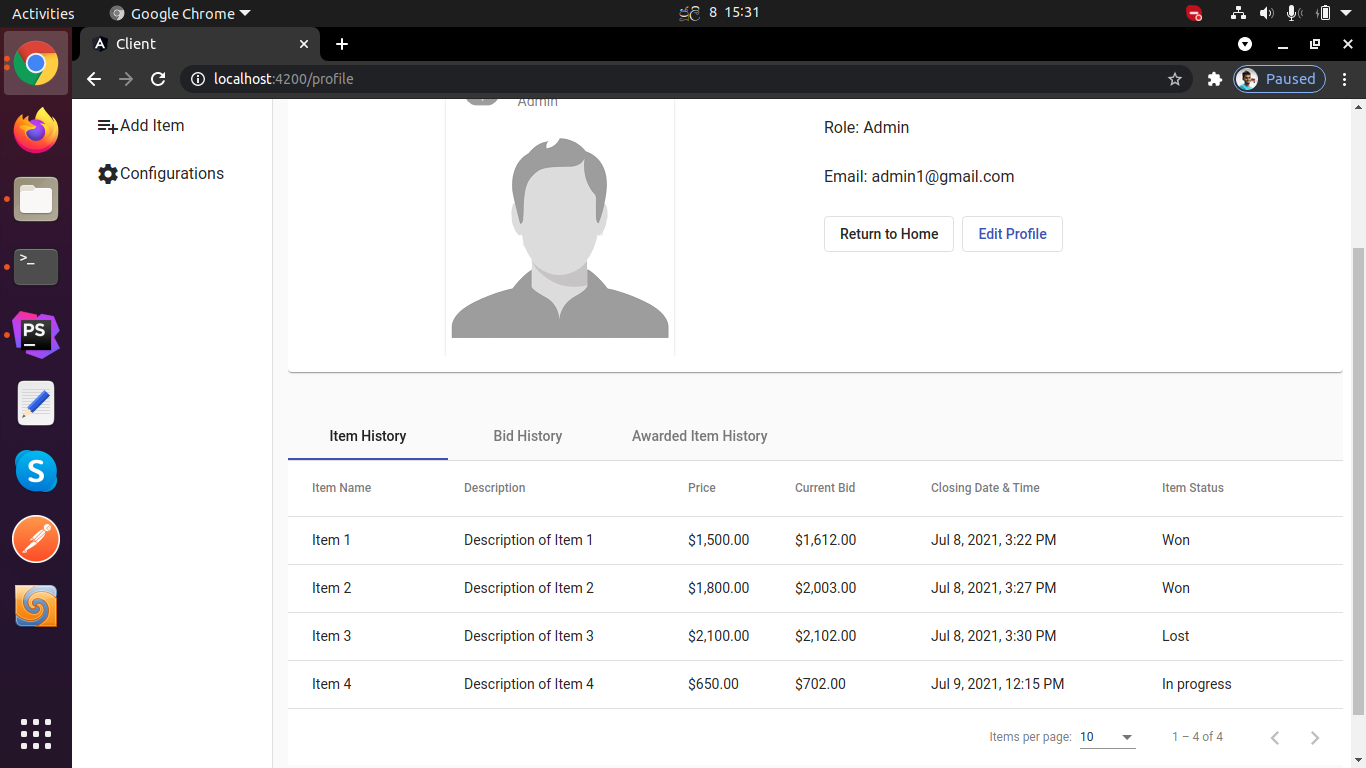 Activities Google Chrome ජූලි 8 15:31
Client
localhost:4200/profile Paused
Add Item
Configurations
Admin
Role: Admin
Email: admin1@gmail.com
Return to Home Edit Profile
>_
PS
S
Item History Bid History Awarded Item History
Item Name Description Price Current Bid Closing Date & Time Item Status
Item 1 Description of Item 1 $1,500.00 $1,612.00 Jul 8, 2021, 3:22 PM Won
Item 2 Description of Item 2 $1,800.00 $2,003.00 Jul 8, 2021, 3:27 PM Won
Item 3 Description of Item 3 $2,100.00 $2,102.00 Jul 8, 2021, 3:30 PM Lost
Item 4 Description of Item 4 $650.00 $702.00 Jul 9, 2021, 12:15 PM In progress
Items per page: 10 1 – 4 of 4